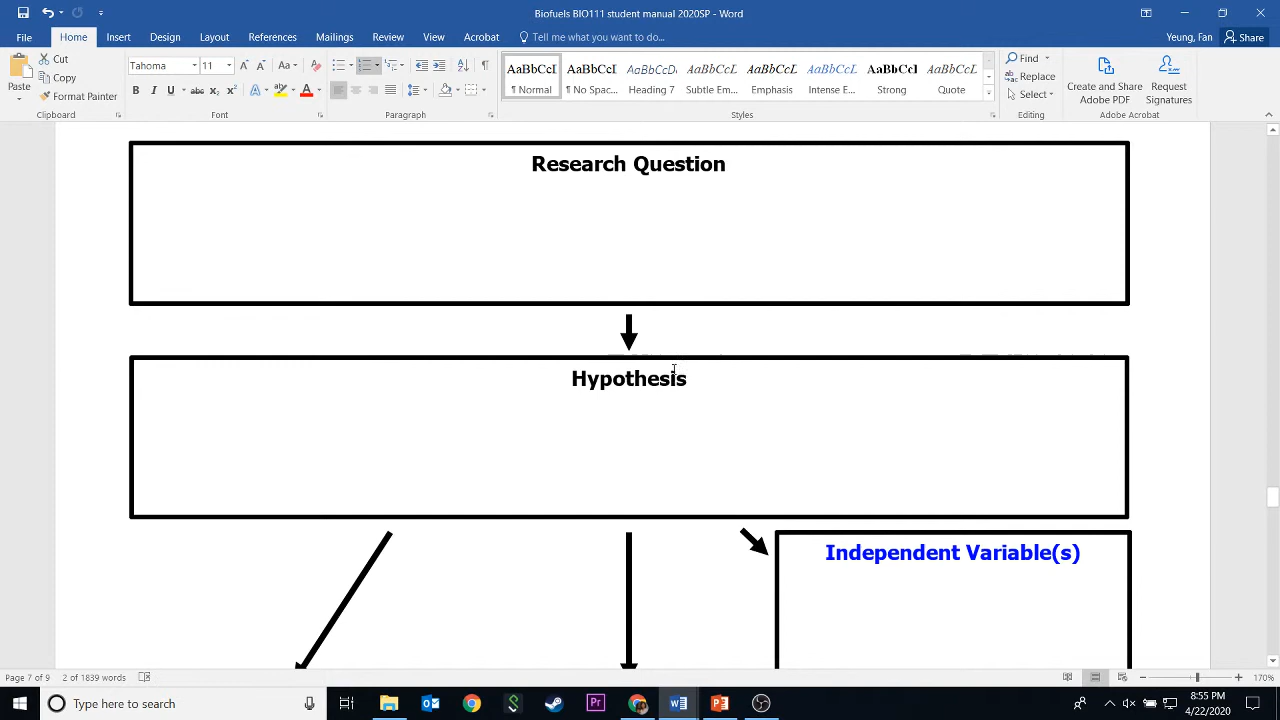 Biofuels BIO111 student manual 2020SP - Word
File Home Insert Design Layout References Mailings Review View Acrobat Tell me what you want to do... Yeung, Fan Share
Paste
Cut
Copy
Format Painter
Clipboard
Tahoma 11 Aa
B I U abc X₂ X² A
Font
Paragraph
AaBbCcI AaBbCcI AaBbCcD AaBbCcL AaBbCcL AaBbCcL AaBbCcI AaBbCcL
¶ Normal ¶ No Spac... Heading 7 Subtle Em... Emphasis Intense E... Strong Quote
Styles
Find
Replace
Select
Editing
Create and Share
Adobe PDF
Request
Signatures
Adobe Acrobat
Research Question
Hypothesis
Independent Variable(s)
Page 7 of 9 2 of 1839 words 170%
Type here to search
8:55 PM
4/22/2020